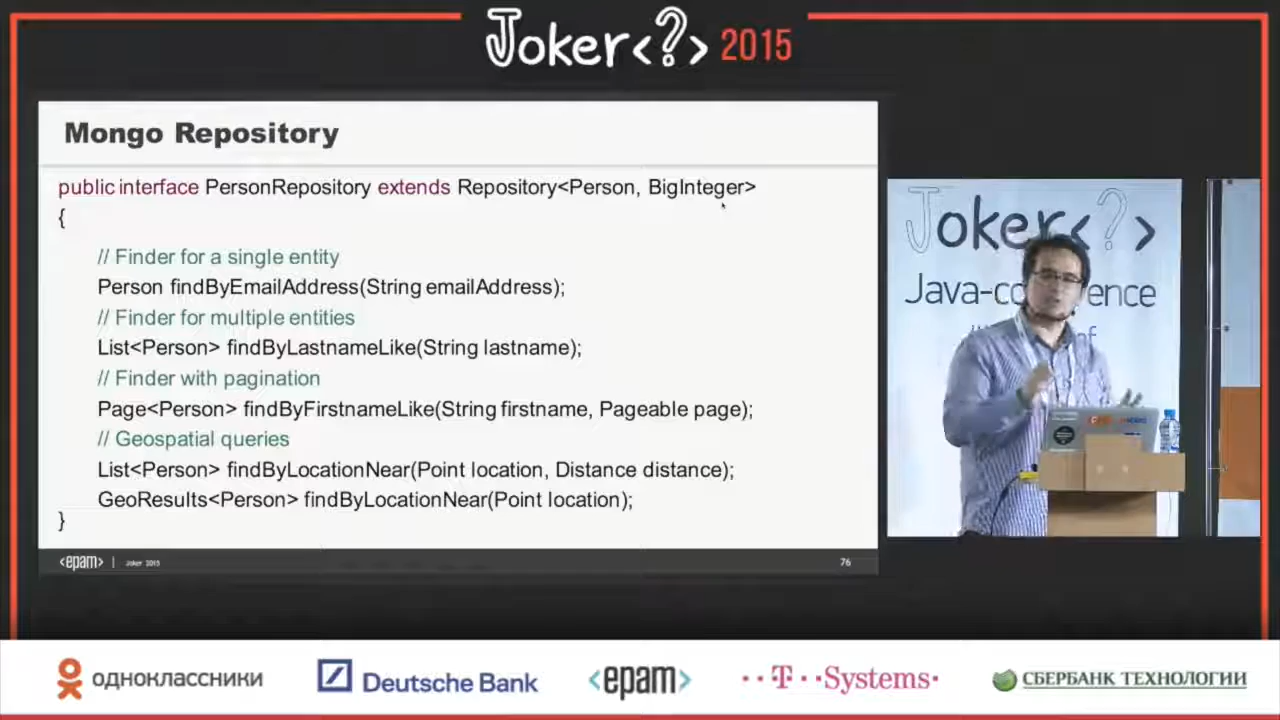 Joker<?> 2015
Mongo Repository
public interface PersonRepository extends Repository<Person, BigInteger>
{
// Finder for a single entity
Person findByEmailAddress(String emailAddress);
// Finder for multiple entities
List<Person> findByLastnameLike(String lastname);
// Finder with pagination
Page<Person> findByFirstnameLike(String firstname, Pageable page);
// Geospatial queries
List<Person> findByLocationNear(Point location, Distance distance);
GeoResults<Person> findByLocationNear(Point location);
}
<epam> | Joker 2015
76
Joker<?>
Java-co ence
одноклассники
Deutsche Bank
<epam>
T Systems
СБЕРБАНК ТЕХНОЛОГИИ